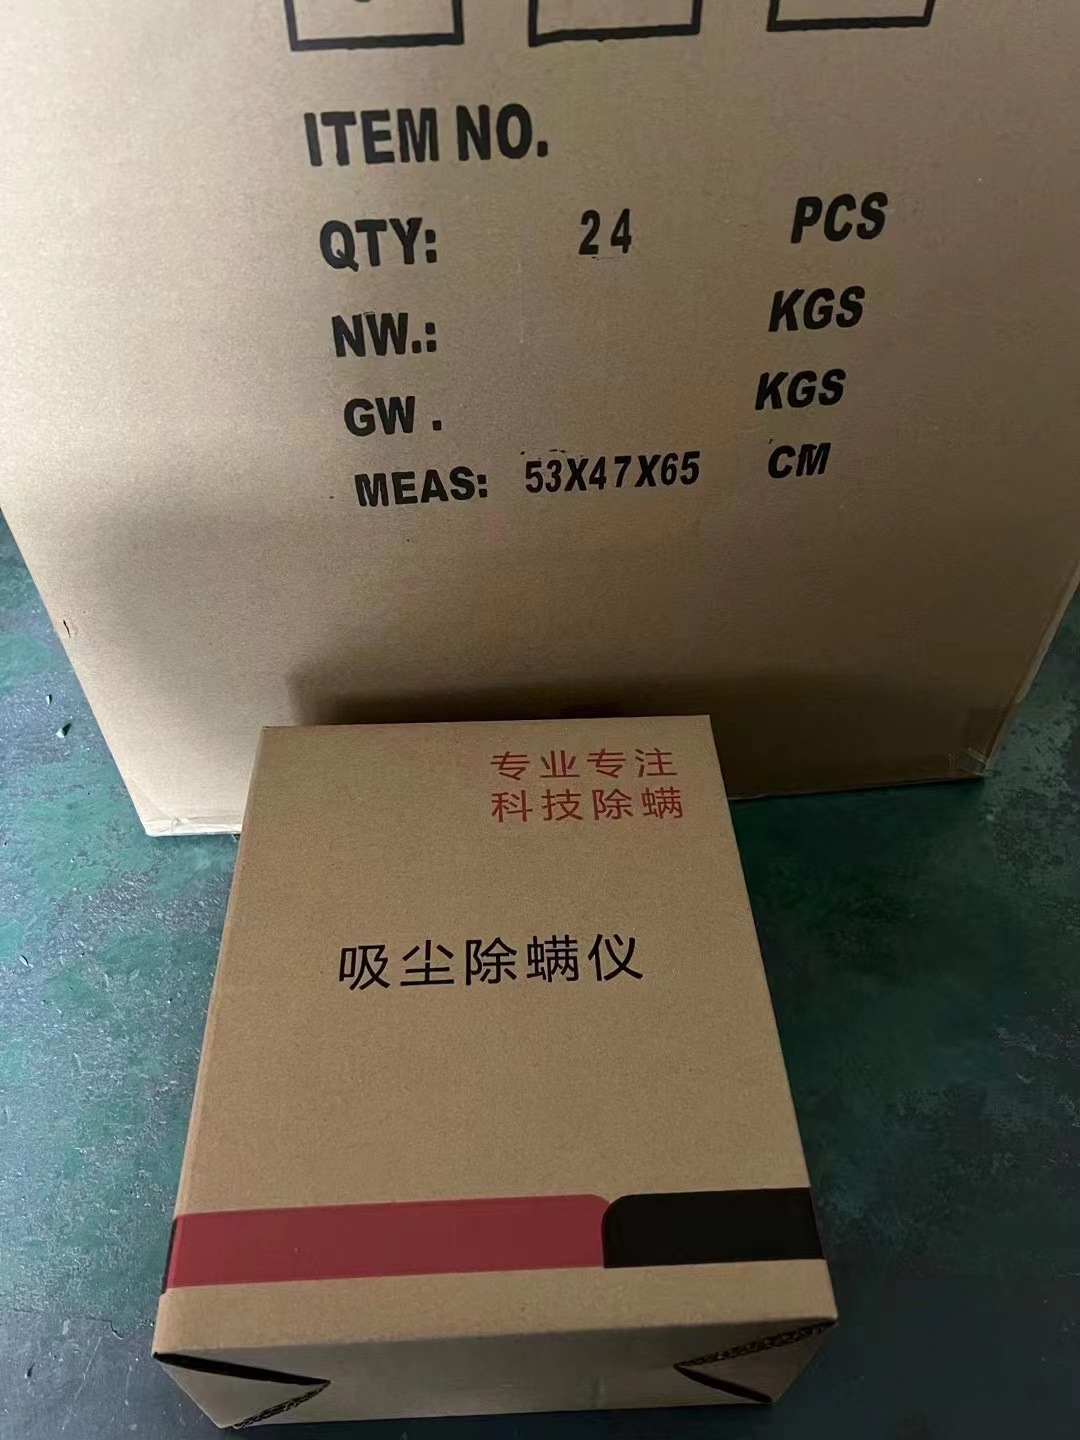 ITEM NO.
QTY: 24 PCS
NW.: KGS
GW . KGS
MEAS: 53X47X65 CM
专业专注
科技除螨
吸尘除螨仪